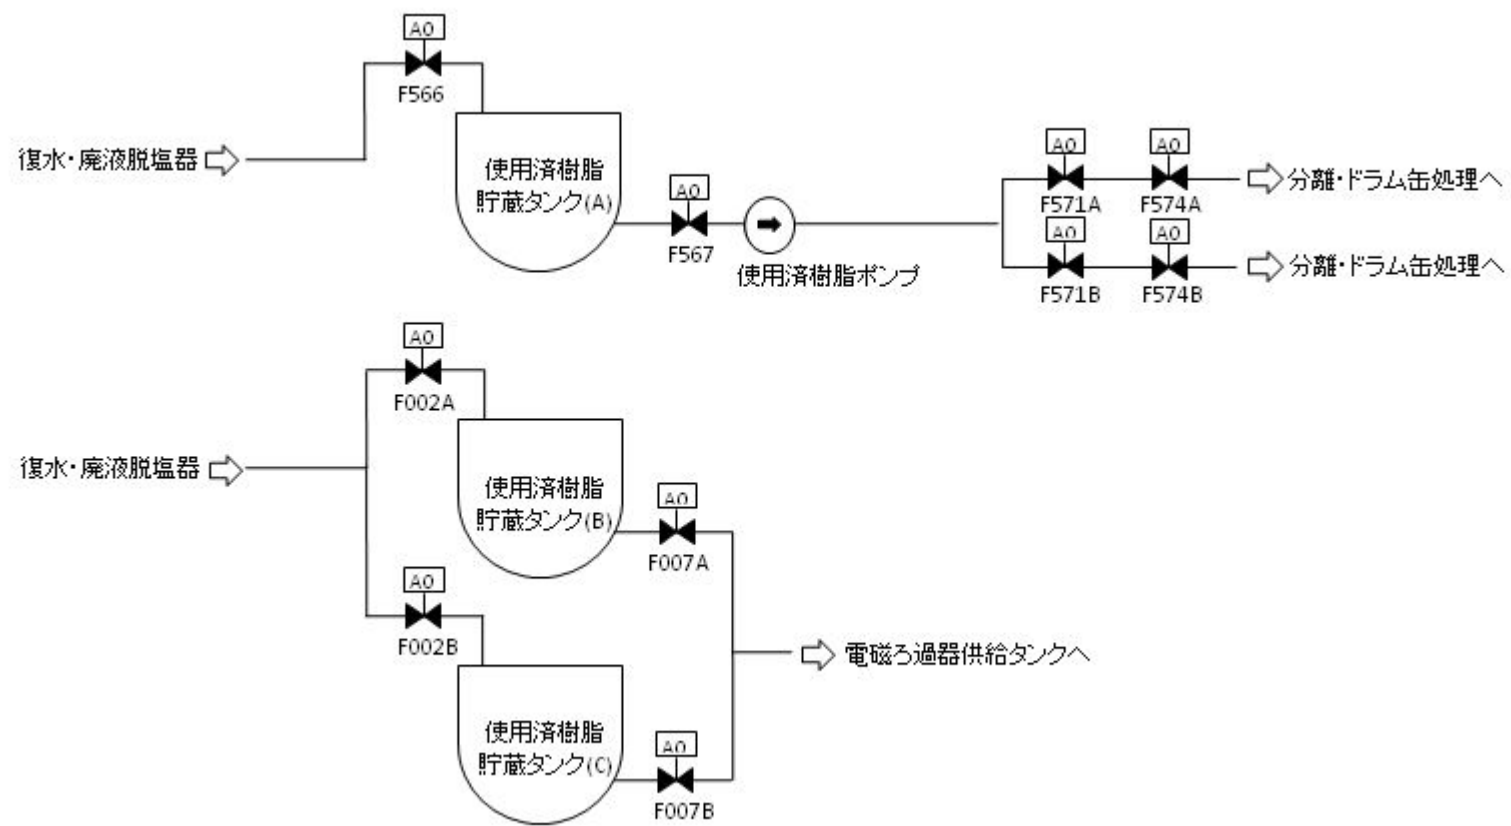 AO
F566
復水・廃液脱塩器
使用済樹脂
貯蔵タンク(A)
AO
F567
使用済樹脂ポンプ
AO
F571A
AO
F574A
分離・ドラム缶処理へ
AO
F571B
AO
F574B
分離・ドラム缶処理へ
AO
F002A
復水・廃液脱塩器
使用済樹脂
貯蔵タンク(B)
AO
F007A
AO
F002B
電磁ろ過器供給タンクへ
使用済樹脂
貯蔵タンク(C)
AO
F007B